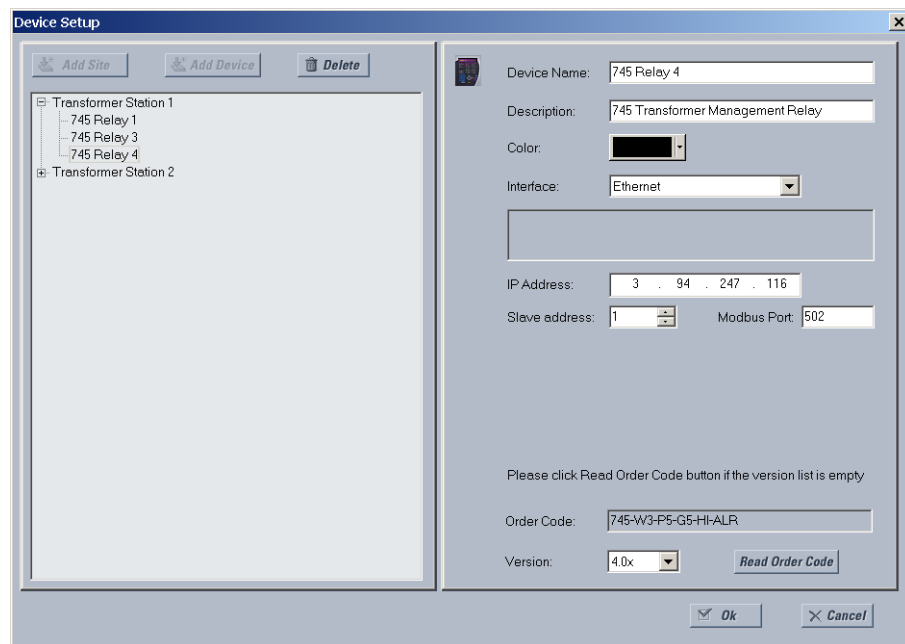 Device Setup
Add Site Add Device Delete
Transformer Station 1
745 Relay 1
745 Relay 3
745 Relay 4
Transformer Station 2
Device Name: 745 Relay 4
Description: 745 Transformer Management Relay
Color:
Interface: Ethernet
IP Address: 3 . 94 . 247 . 116
Slave address: 1 Modbus Port: 502
Please click Read Order Code button if the version list is empty
Order Code: 745-W3-P5-G5-HI-ALR
Version: 4.0x Read Order Code
Ok Cancel